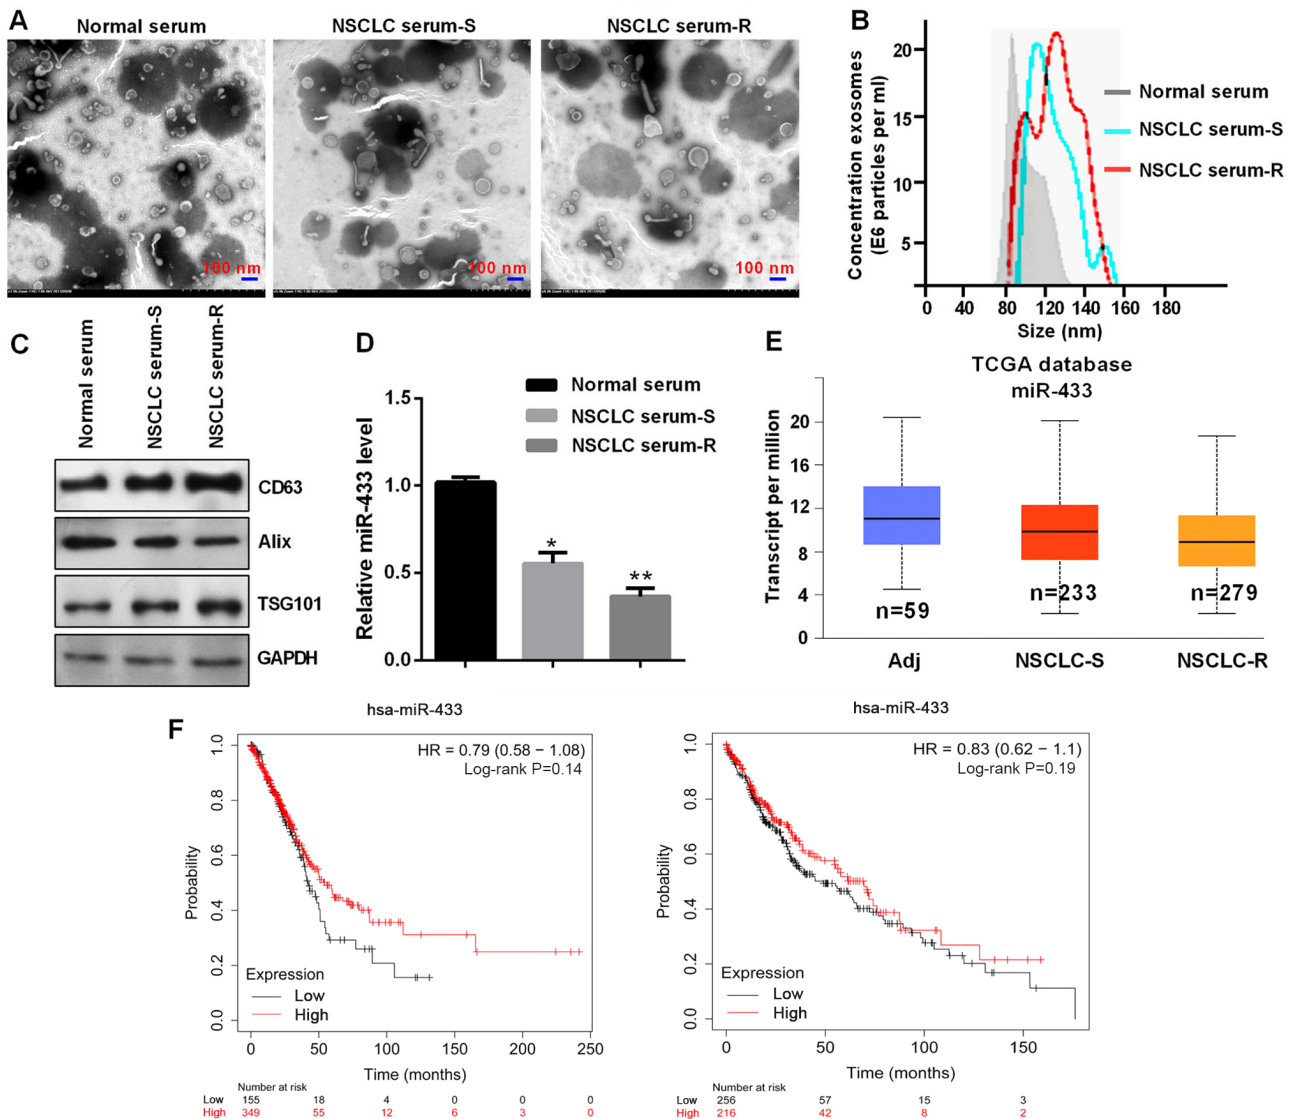 A
Normal serum
NSCLC serum-S
NSCLC serum-R
100 nm
100 nm
100 nm
B
Concentration exosomes
(E6 particles per ml)
20
15
10
5
0
40
80
120
160
180
Size (nm)
Normal serum
NSCLC serum-S
NSCLC serum-R
C
Normal serum
NSCLC serum-S
NSCLC serum-R
CD63
Alix
TSG101
GAPDH
D
Relative miR-433 level
1.5
1.0
0.5
0.0
Normal serum
NSCLC serum-S
NSCLC serum-R
*
**
E
TCGA database
miR-433
Transcript per million
20
16
12
8
4
0
n=59
n=233
n=279
Adj
NSCLC-S
NSCLC-R
F
hsa-miR-433
HR = 0.79 (0.58 − 1.08)
Log-rank P=0.14
Probability
1.0
0.8
0.6
0.4
0.2
0.0
Expression
Low
High
0 50 100 150 200 250
Time (months)
Number at risk
Low 155 18 4 0 0 0
High 349 55 12 6 3 0
hsa-miR-433
HR = 0.83 (0.62 − 1.1)
Log-rank P=0.19
Probability
1.0
0.8
0.6
0.4
0.2
0.0
Expression
Low
High
0 50 100 150
Time (months)
Number at risk
Low 256 57 15 3
High 216 42 8 2